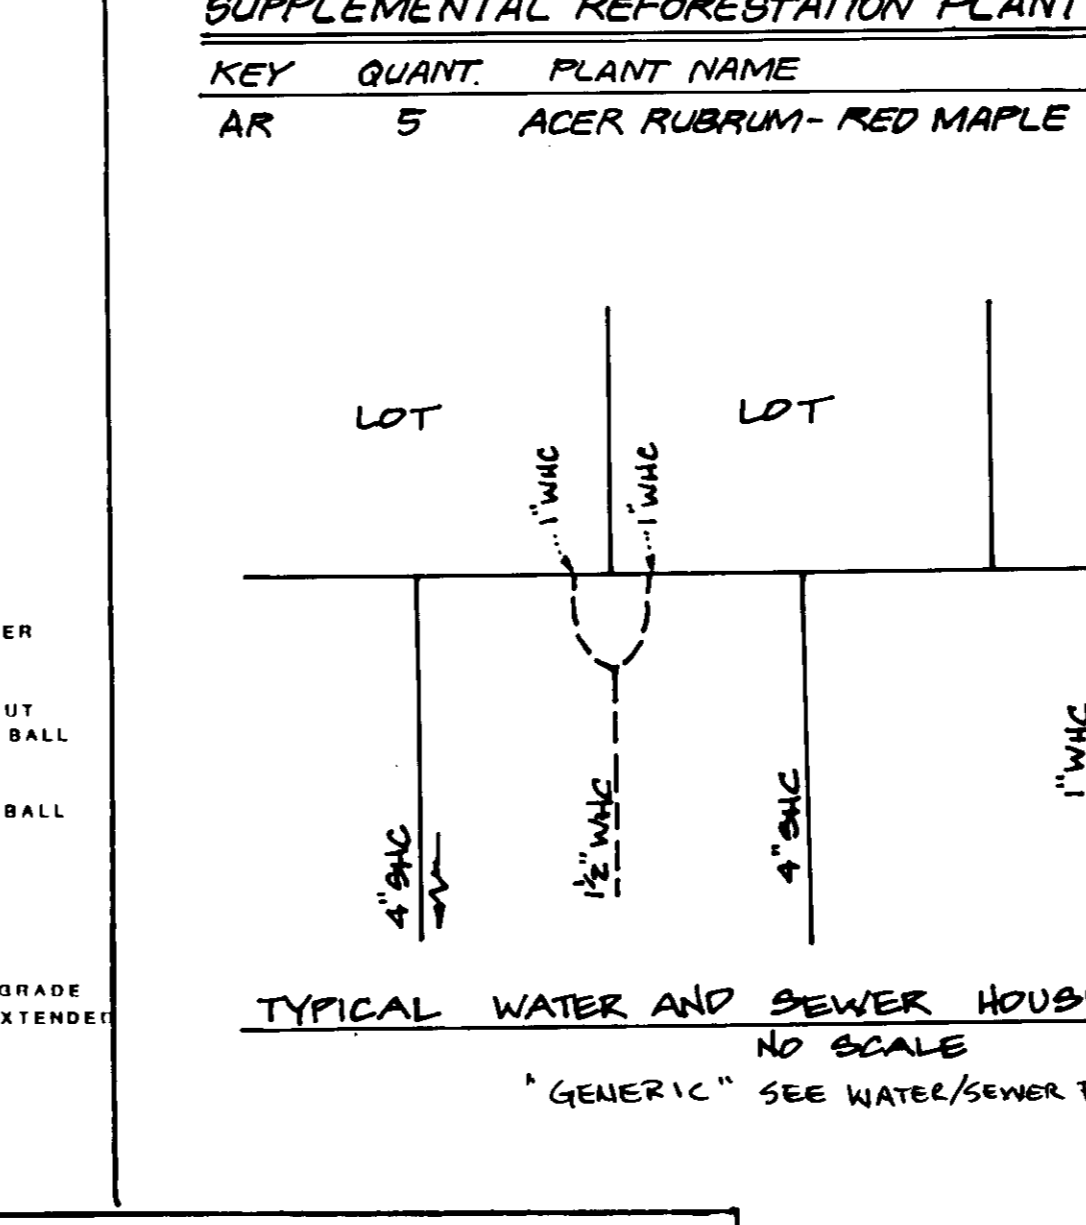 SUPPLEMENTAL REFORESTATION PLANT
KEY QUANT. PLANT NAME
AR 5 ACER RUBRUM - RED MAPLE
LOT
LOT
1" WHC
1" WHC
ER
UT
BALL
BALL
1" WHC
4" SHC
1½" WHC
4" SHC
GRADE
XTENDED
TYPICAL WATER AND SEWER HOUS
NO SCALE
"GENERIC" SEE WATER/SEWER